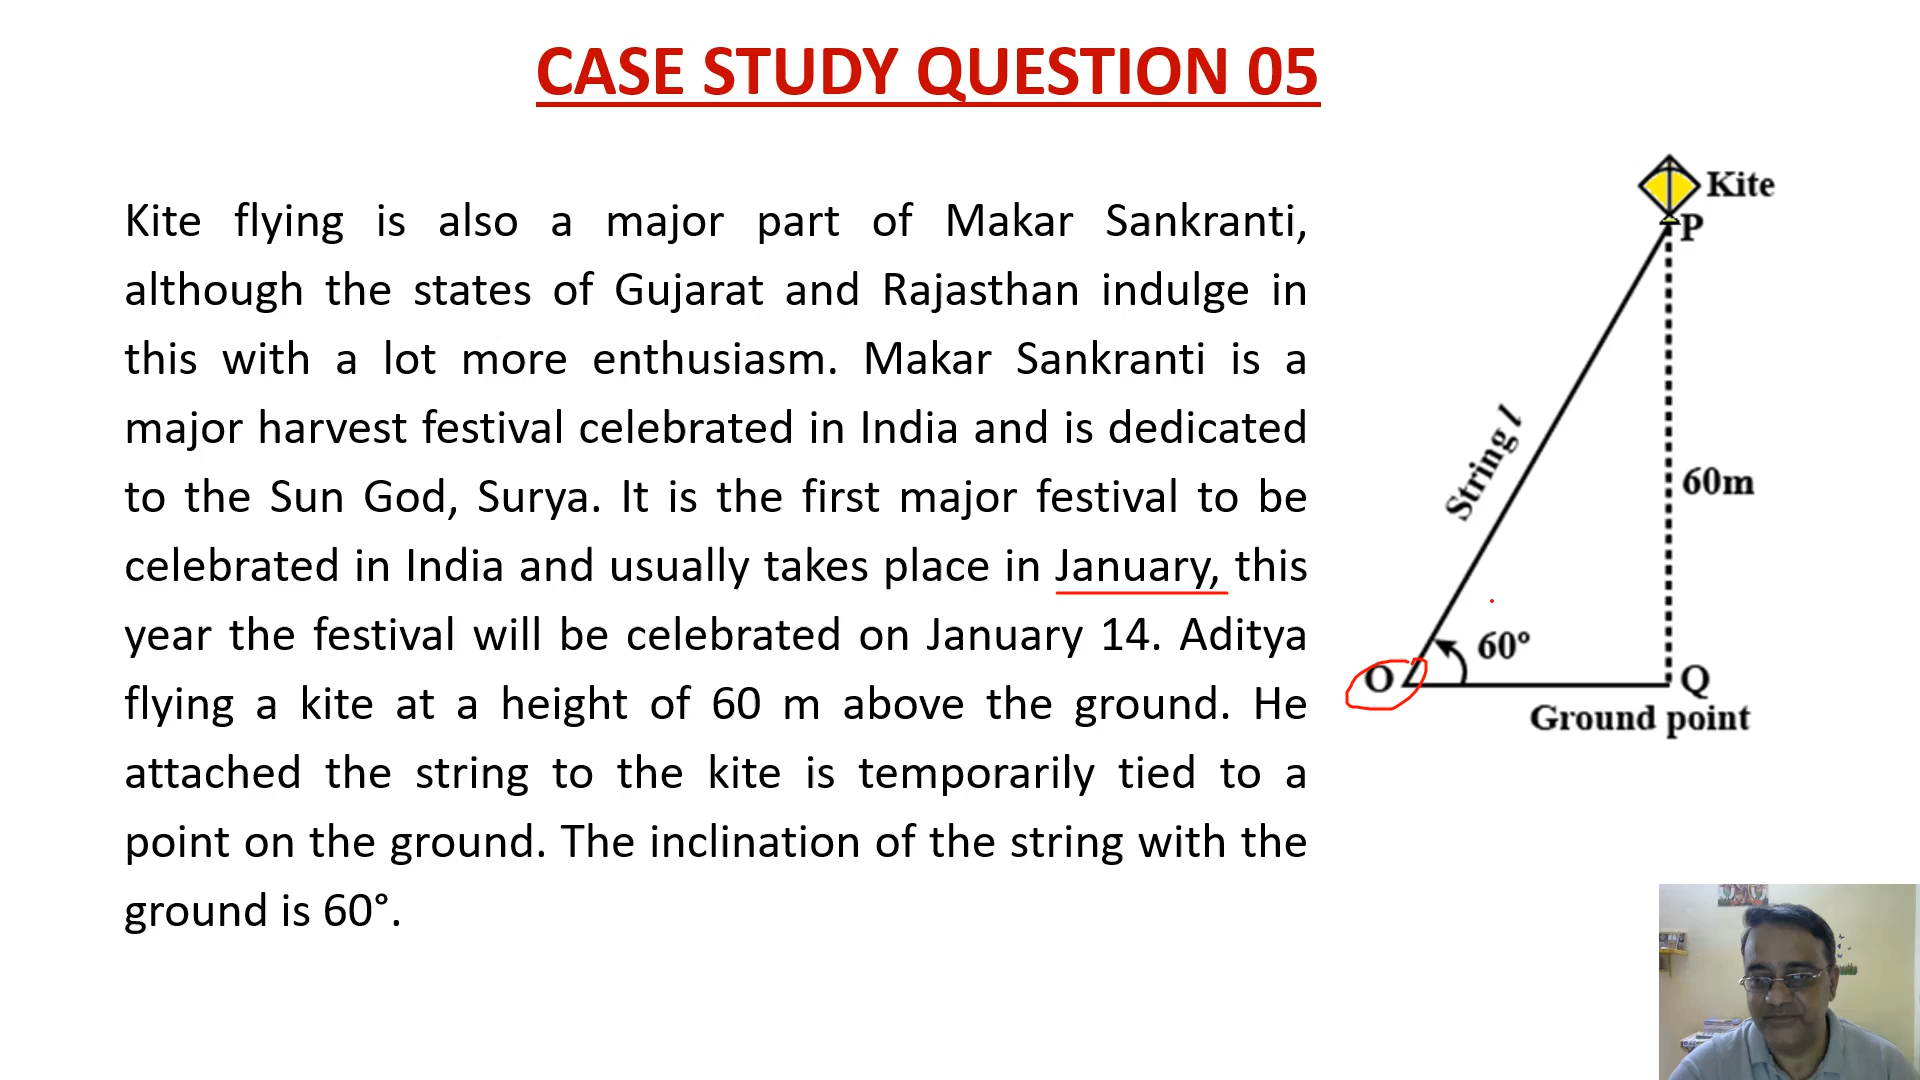 CASE STUDY QUESTION 05
Kite flying is also a major part of Makar Sankranti,
although the states of Gujarat and Rajasthan indulge in
this with a lot more enthusiasm. Makar Sankranti is a
major harvest festival celebrated in India and is dedicated
to the Sun God, Surya. It is the first major festival to be
celebrated in India and usually takes place in January, this
year the festival will be celebrated on January 14. Aditya
flying a kite at a height of 60 m above the ground. He
attached the string to the kite is temporarily tied to a
point on the ground. The inclination of the string with the
ground is 60°.
Kite
P
String l
60m
60°
O
Q
Ground point